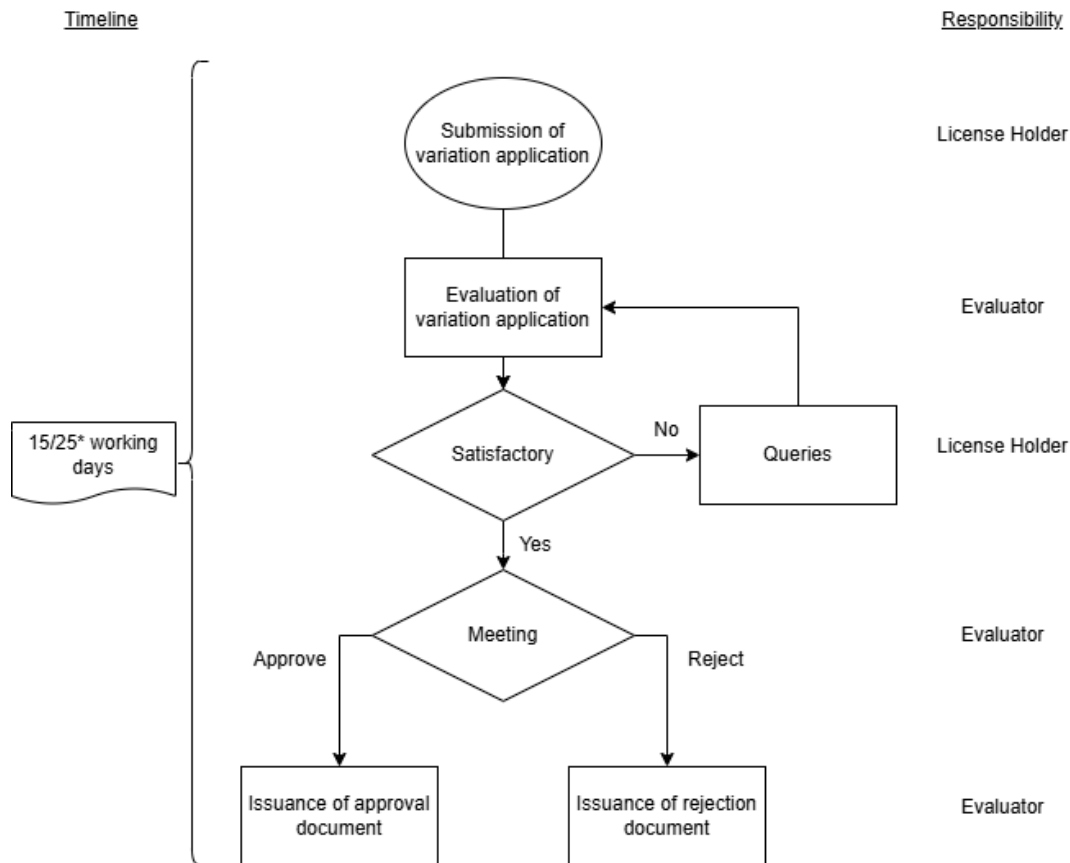 Timeline
Responsibility
Submission of
variation application
License Holder
Evaluation of
variation application
Evaluator
15/25* working
days
Satisfactory
No
Queries
License Holder
Yes
Meeting
Evaluator
Approve
Reject
Issuance of approval
document
Issuance of rejection
document
Evaluator